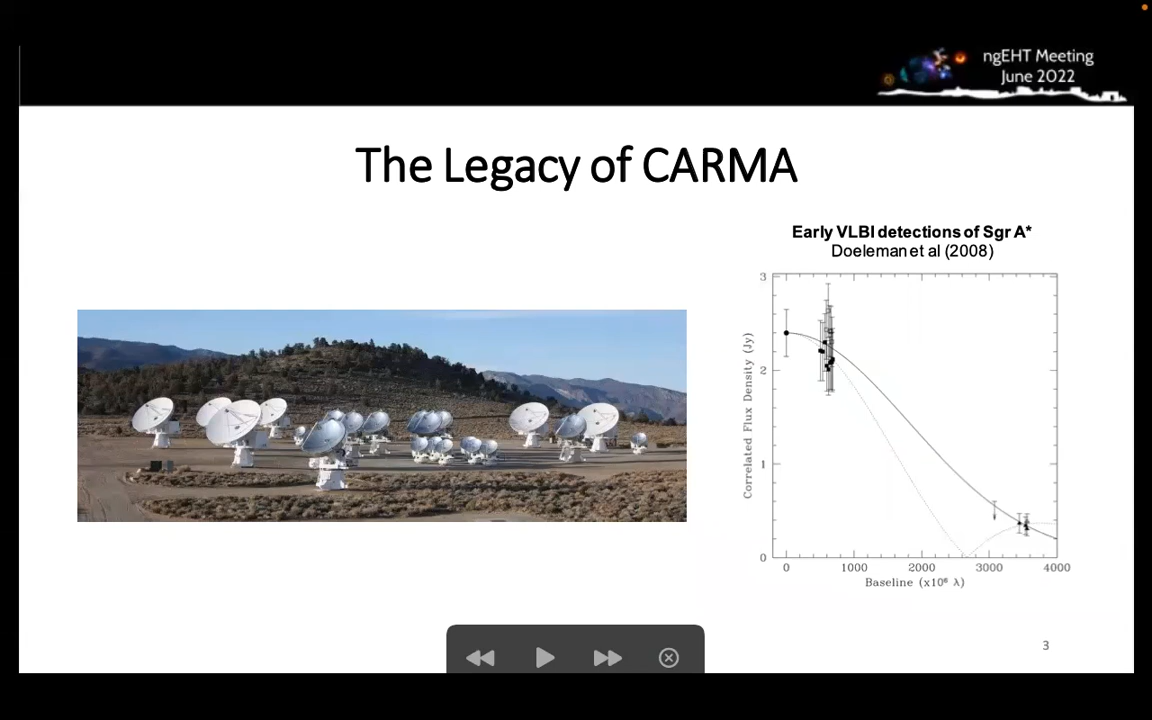 ngEHT Meeting
June 2022
The Legacy of CARMA
Early VLBI detections of Sgr A*
Doeleman et al (2008)
3
2
1
0
Correlated Flux Density (Jy)
0 1000 2000 3000 4000
Baseline (x10⁶ λ)
3